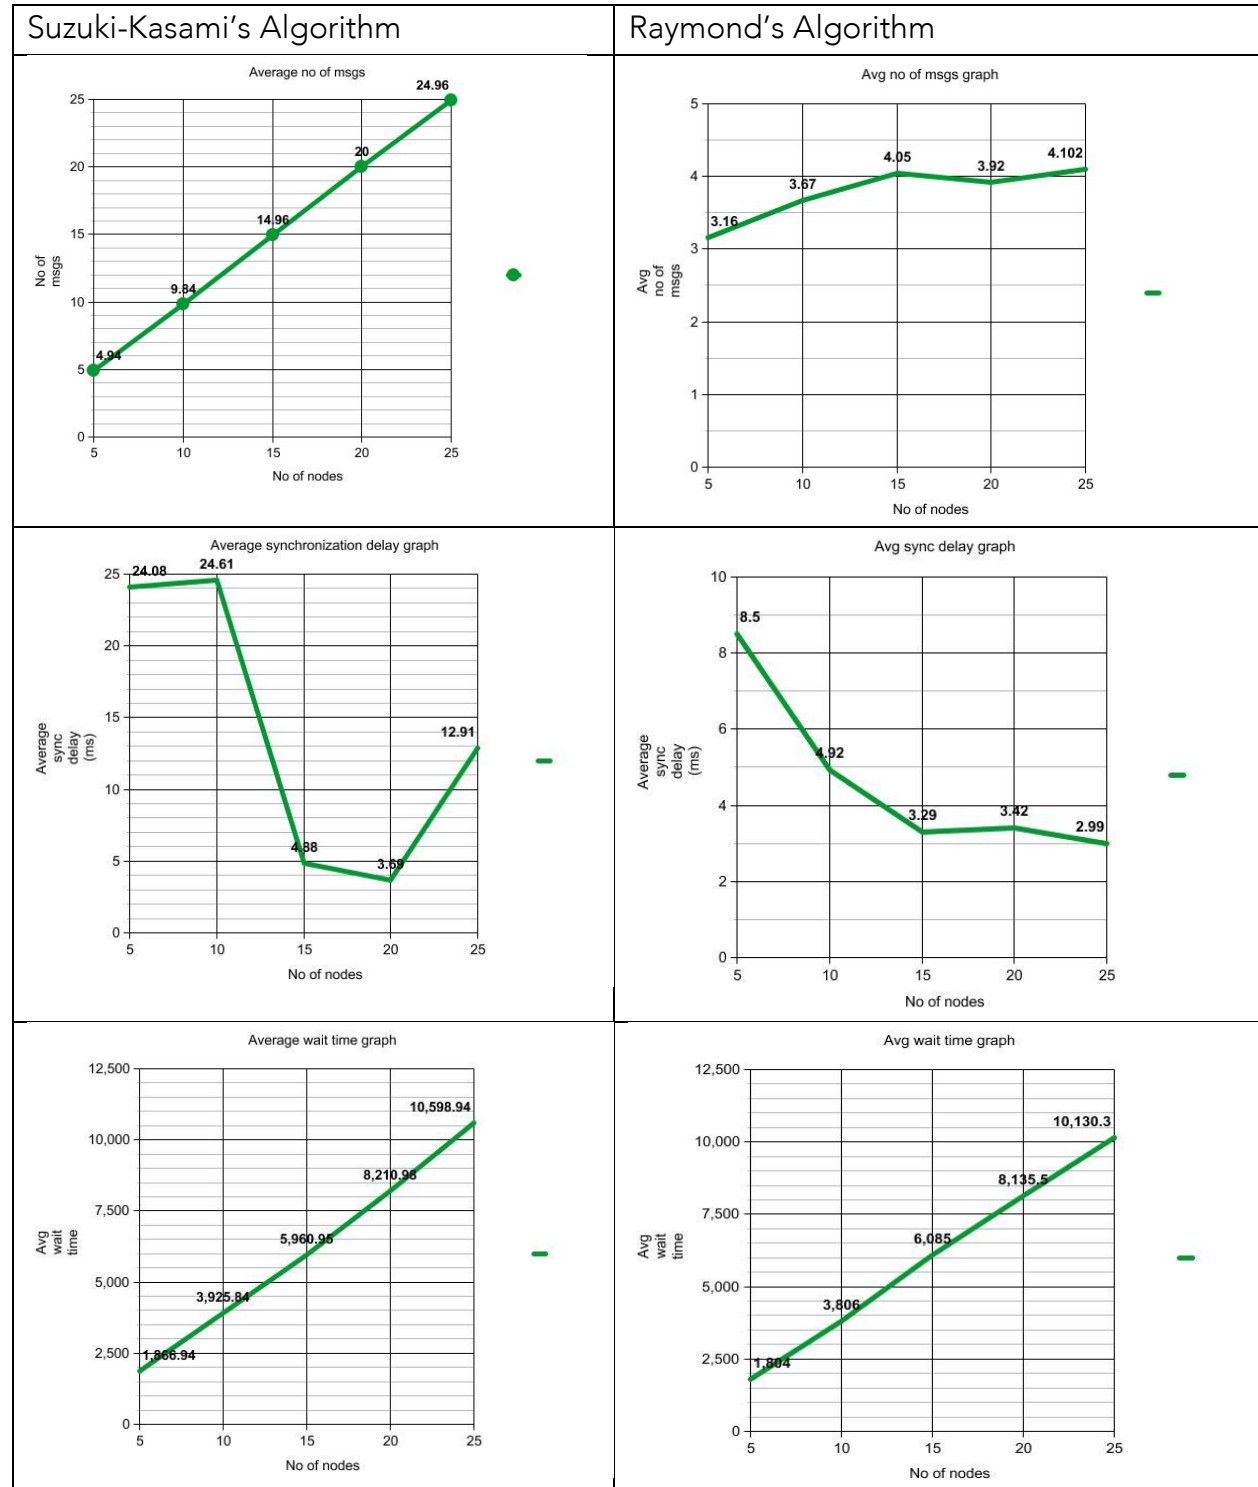 Suzuki-Kasami's Algorithm
Raymond's Algorithm
Average no of msgs
24.96
25
20
20
14.96
15
No of
msgs
9.84
10
4.94
5
0
5 10 15 20 25
No of nodes
Avg no of msgs graph
5
4.05
3.92
4.102
4
3.67
3.16
3
Avg
no of
msgs
2
1
0
5 10 15 20 25
No of nodes
Average synchronization delay graph
25
24.08
24.61
20
15
12.91
Average
sync
delay
(ms)
10
4.88
5
3.69
0
5 10 15 20 25
No of nodes
Avg sync delay graph
10
8.5
8
6
Average
sync
delay
(ms)
4.92
4
3.29
3.42
2.99
2
0
5 10 15 20 25
No of nodes
Average wait time graph
12,500
10,598.94
10,000
8,210.98
7,500
Avg
wait
time
5,960.95
5,000
3,925.84
2,500
1,866.94
0
5 10 15 20 25
No of nodes
Avg wait time graph
12,500
10,130.3
10,000
8,135.5
7,500
Avg
wait
time
6,085
5,000
3,806
2,500
1,804
0
5 10 15 20 25
No of nodes